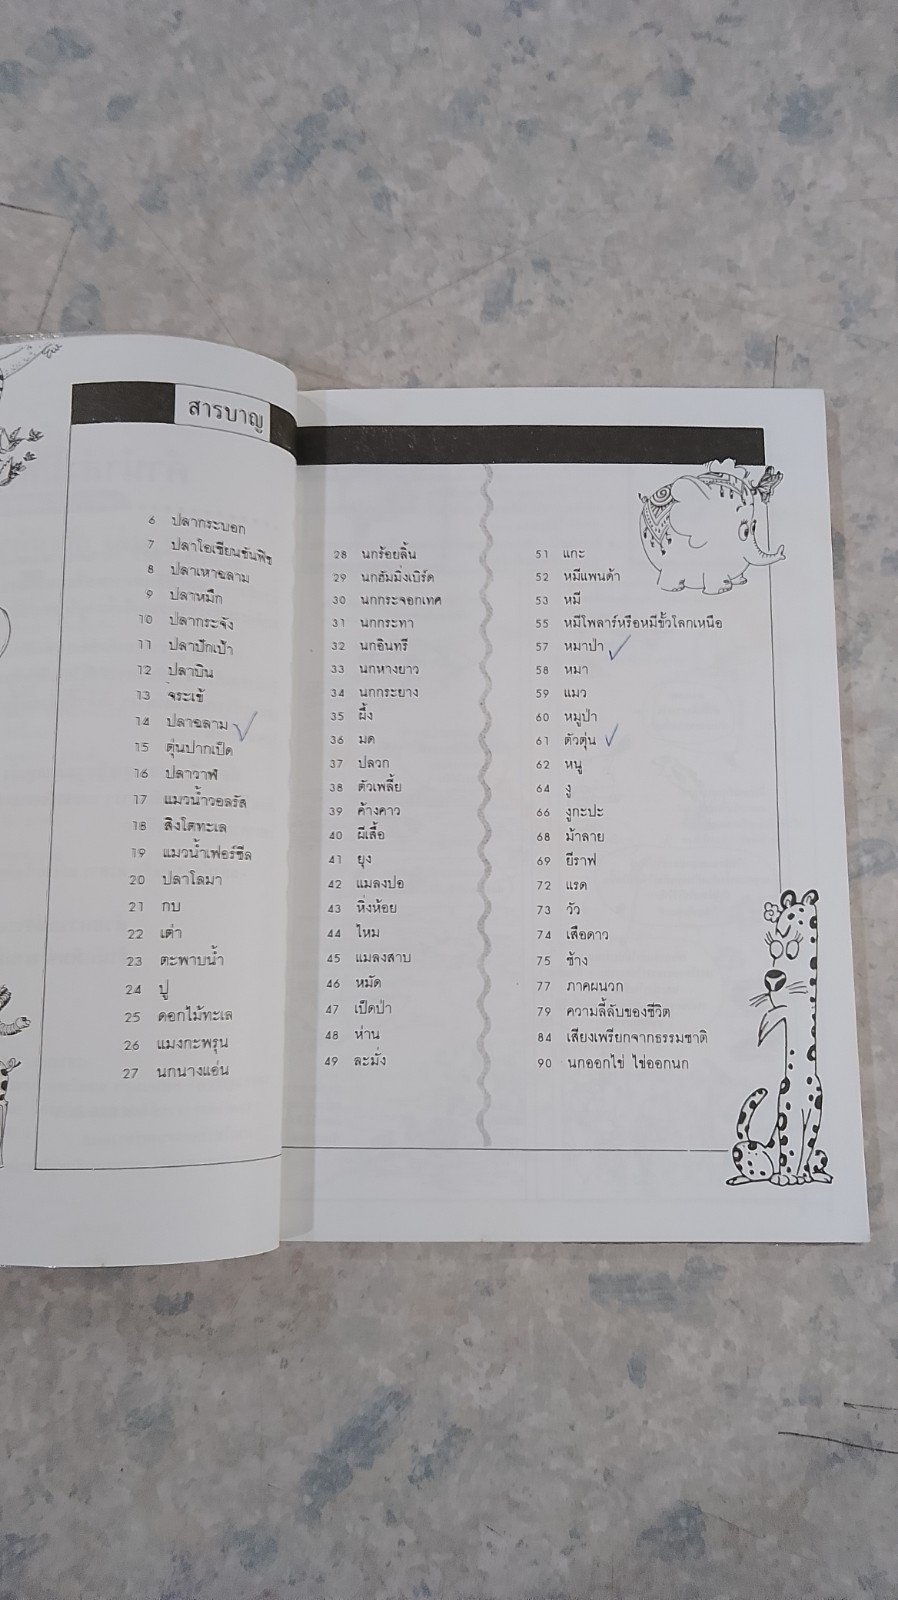 สารบาญ
6 ปลากระบอก
7 ปลาโอเชียนซันฟิช
8 ปลาเหาฉลาม
9 ปลาหมึก
10 ปลากระจัง
11 ปลาปักเป้า
12 ปลาบิน
13 จระเข้
14 ปลาฉลาม
15 ตุ่นปากเป็ด
16 ปลาวาฬ
17 แมวน้ำวอลรัส
18 สิงโตทะเล
19 แมวน้ำเฟอร์ซีล
20 ปลาโลมา
21 กบ
22 เต่า
23 ตะพาบน้ำ
24 ปู
25 ดอกไม้ทะเล
26 แมงกะพรุน
27 นกนางแอ่น
28 นกร้อยลิ้น
29 นกฮัมมิ่งเบิร์ด
30 นกกระจอกเทศ
31 นกกระทา
32 นกอินทรี
33 นกหางยาว
34 นกกระยาง
35 ผึ้ง
36 มด
37 ปลวก
38 ตัวเพลี้ย
39 ค้างคาว
40 ผีเสื้อ
41 ยุง
42 แมลงปอ
43 หิ่งห้อย
44 ไหม
45 แมลงสาบ
46 หมัด
47 เป็ดป่า
48 ห่าน
49 ละมั่ง
51 แกะ
52 หมีแพนด้า
53 หมี
55 หมีโพลาร์หรือหมีขั้วโลกเหนือ
57 หมาป่า
58 หมา
59 แมว
60 หมูป่า
61 ตัวตุ่น
62 หนู
64 งู
66 งูกะปะ
68 ม้าลาย
69 ยีราฟ
72 แรด
73 วัว
74 เสือดาว
75 ช้าง
77 ภาคผนวก
79 ความลี้ลับของชีวิต
84 เสียงเพรียกจากธรรมชาติ
90 นกออกไข่ ไข่ออกนก